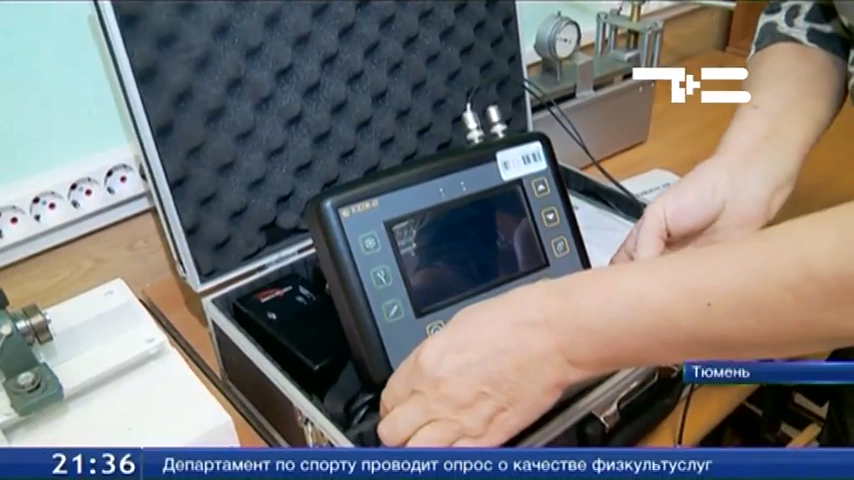 Тюмень
21:36
Департамент по спорту проводит опрос о качестве физкультуслуг